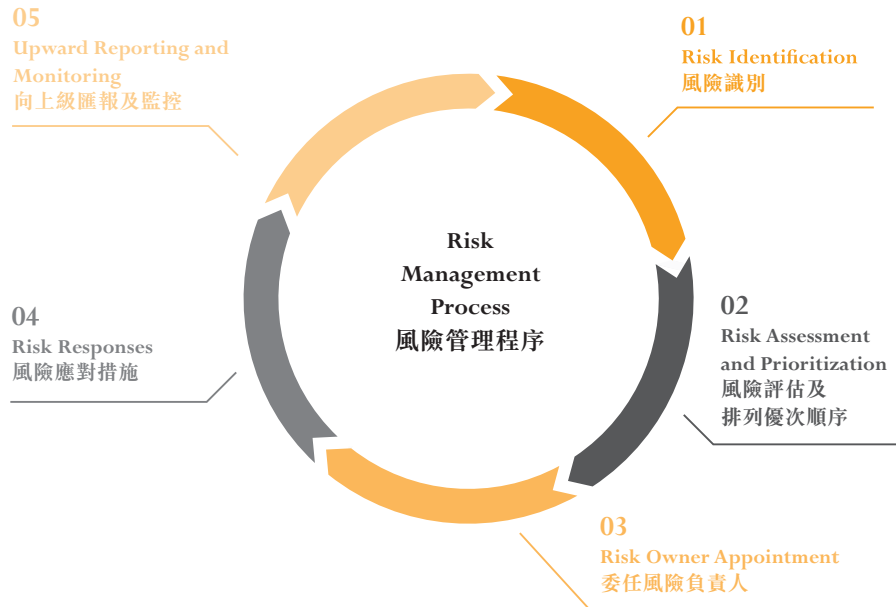 Risk
Management
Process
風險管理程序
01
Risk Identification
風險識別
02
Risk Assessment
and Prioritization
風險評估及
排列優次順序
03
Risk Owner Appointment
委任風險負責人
04
Risk Responses
風險應對措施
05
Upward Reporting and
Monitoring
向上級匯報及監控